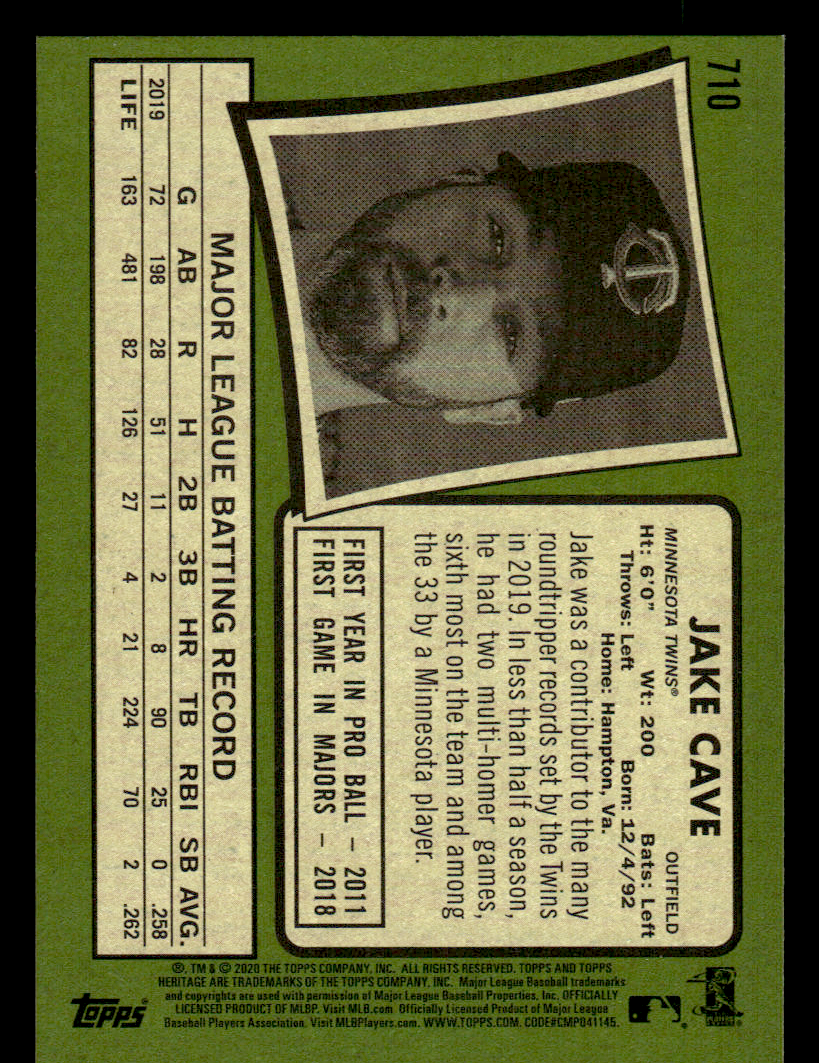 710
JAKE CAVE
MINNESOTA TWINS® OUTFIELD
Ht: 6'0" Wt: 200 Bats: Left
Throws: Left Born: 12/4/92
Home: Hampton, Va.
Jake was a contributor to the many
roundtripper records set by the Twins
in 2019. In less than half a season,
he had two multi-homer games,
sixth most on the team and among
the 33 by a Minnesota player.
FIRST YEAR IN PRO BALL – 2011
FIRST GAME IN MAJORS – 2018
MAJOR LEAGUE BATTING RECORD
G AB R H 2B 3B HR TB RBI SB AVG.
2019 72 198 28 51 11 2 8 90 25 0 .258
LIFE 163 481 82 126 27 4 21 224 70 2 .262
®, TM & © 2020 THE TOPPS COMPANY, INC. ALL RIGHTS RESERVED. TOPPS AND TOPPS
HERITAGE ARE TRADEMARKS OF THE TOPPS COMPANY, INC. Major League Baseball trademarks
and copyrights are used with permission of Major League Baseball Properties, Inc. OFFICIALLY
LICENSED PRODUCT OF MLBP. Visit MLB.com Officially Licensed Product of Major League
Baseball Players Association. Visit MLBPlayers.com. WWW.TOPPS.COM. CODE#CMP041145.
Topps